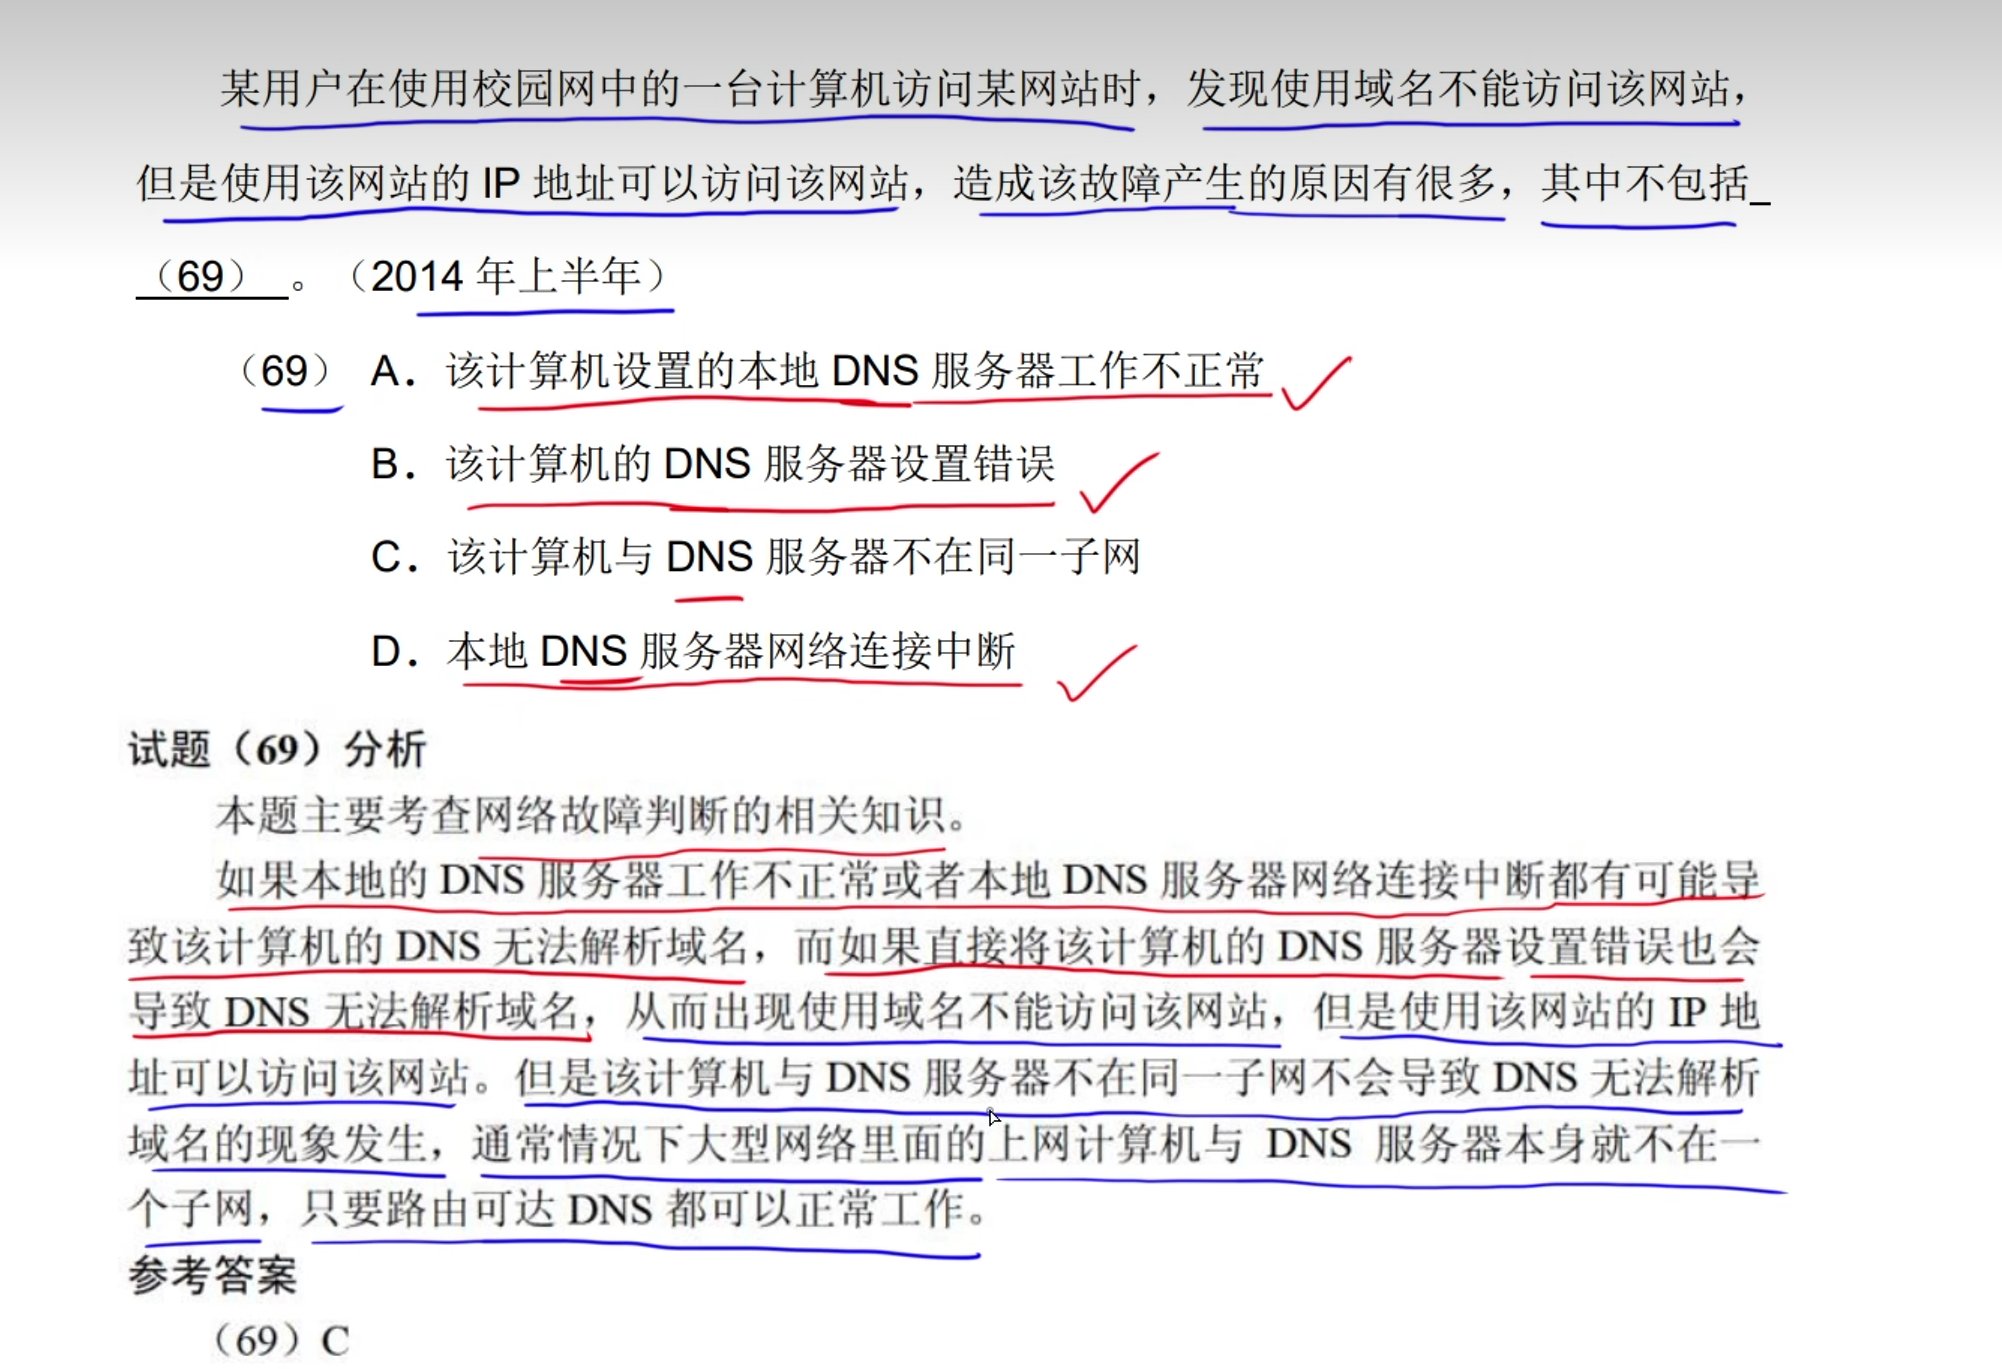 某用户在使用校园网中的一台计算机访问某网站时，发现使用域名不能访问该网站，
但是使用该网站的 IP 地址可以访问该网站，造成该故障产生的原因有很多，其中不包括_
（69） 。（2014 年上半年）
（69） A．该计算机设置的本地 DNS 服务器工作不正常
B．该计算机的 DNS 服务器设置错误
C．该计算机与 DNS 服务器不在同一子网
D．本地 DNS 服务器网络连接中断
试题（69）分析
本题主要考查网络故障判断的相关知识。
如果本地的 DNS 服务器工作不正常或者本地 DNS 服务器网络连接中断都有可能导
致该计算机的 DNS 无法解析域名，而如果直接将该计算机的 DNS 服务器设置错误也会
导致 DNS 无法解析域名，从而出现使用域名不能访问该网站，但是使用该网站的 IP 地
址可以访问该网站。但是该计算机与 DNS 服务器不在同一子网不会导致 DNS 无法解析
域名的现象发生，通常情况下大型网络里面的上网计算机与 DNS 服务器本身就不在一
个子网，只要路由可达 DNS 都可以正常工作。
参考答案
（69）C